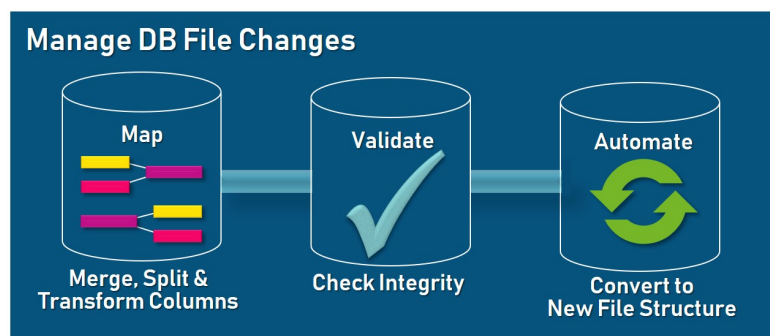 Manage DB File Changes
Map
Validate
Automate
Merge, Split &
Transform Columns
Check Integrity
Convert to
New File Structure